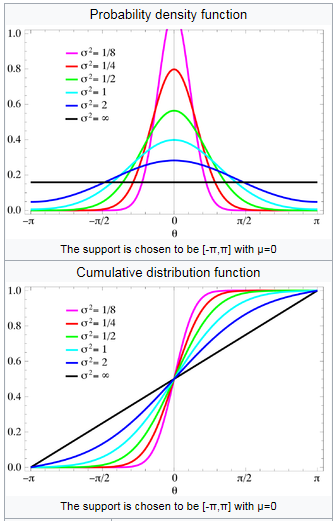 Probability density function
1.0
0.8
0.6
0.4
0.2
0.0
σ²= 1/8
σ²= 1/4
σ²= 1/2
σ²= 1
σ²= 2
σ²= ∞
−π
−π/2
0
π/2
π
θ
The support is chosen to be [-π,π] with μ=0
Cumulative distribution function
1.0
0.8
0.6
0.4
0.2
0.0
σ²= 1/8
σ²= 1/4
σ²= 1/2
σ²= 1
σ²= 2
σ²= ∞
−π
−π/2
0
π/2
π
θ
The support is chosen to be [-π,π] with μ=0